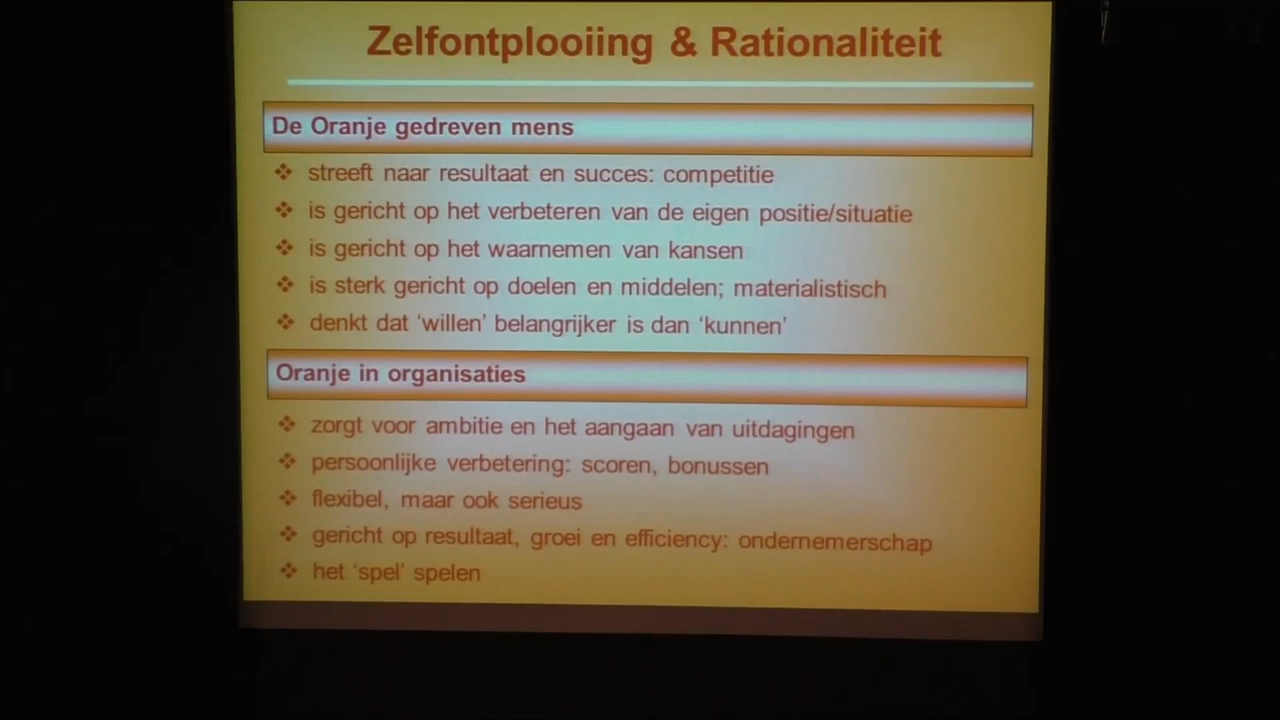 Zelfontplooiing & Rationaliteit
De Oranje gedreven mens
❖ streeft naar resultaat en succes: competitie
❖ is gericht op het verbeteren van de eigen positie/situatie
❖ is gericht op het waarnemen van kansen
❖ is sterk gericht op doelen en middelen; materialistisch
❖ denkt dat ‘willen’ belangrijker is dan ‘kunnen’
Oranje in organisaties
❖ zorgt voor ambitie en het aangaan van uitdagingen
❖ persoonlijke verbetering: scoren, bonussen
❖ flexibel, maar ook serieus
❖ gericht op resultaat, groei en efficiency: ondernemerschap
❖ het ‘spel’ spelen